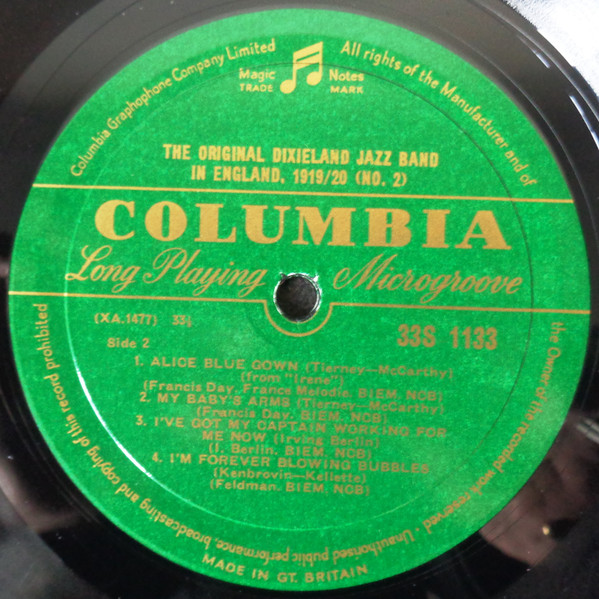 Columbia Graphophone Company Limited
Magic Notes
TRADE MARK
All rights of the Manufacturer and of
the Owner of the recorded work reserved · Unauthorised public performance, broadcasting and copying of this record prohibited
THE ORIGINAL DIXIELAND JAZZ BAND
IN ENGLAND, 1919/20 (NO. 2)
COLUMBIA
Long Playing Microgroove
(XA.1477) 33⅓
33S 1133
Side 2
1. ALICE BLUE GOWN (Tierney—McCarthy)
(from "Irene")
(Francis Day, France Melodie, BIEM, NCB)
2. MY BABY'S ARMS (Tierney—McCarthy)
(Francis Day, BIEM, NCB)
3. I'VE GOT MY CAPTAIN WORKING FOR
ME NOW (Irving Berlin)
(I. Berlin, BIEM, NCB)
4. I'M FOREVER BLOWING BUBBLES
(Kenbrovin—Kellette)
(Feldman, BIEM, NCB)
MADE IN GT. BRITAIN